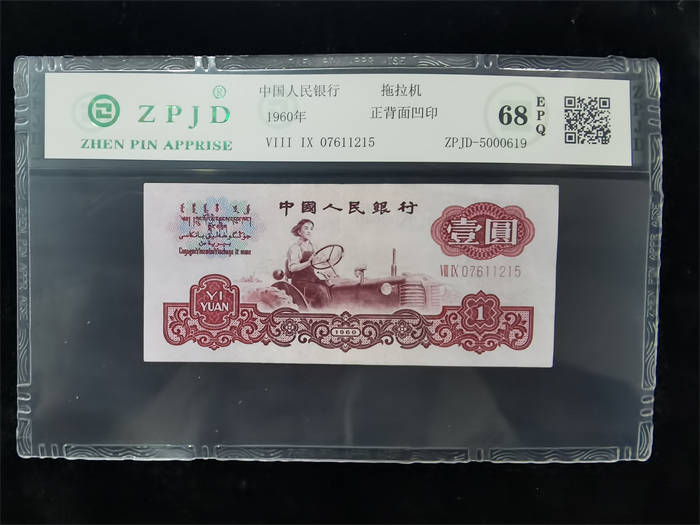 ZPJD®
ZHEN PIN APPRISE
中国人民银行 拖拉机
1960年 正背面凹印
VIII IX 07611215 ZPJD-5000619
68 EPQ
中國人民銀行
壹圓
VIII IX 07611215
YI
YUAN
1960
1